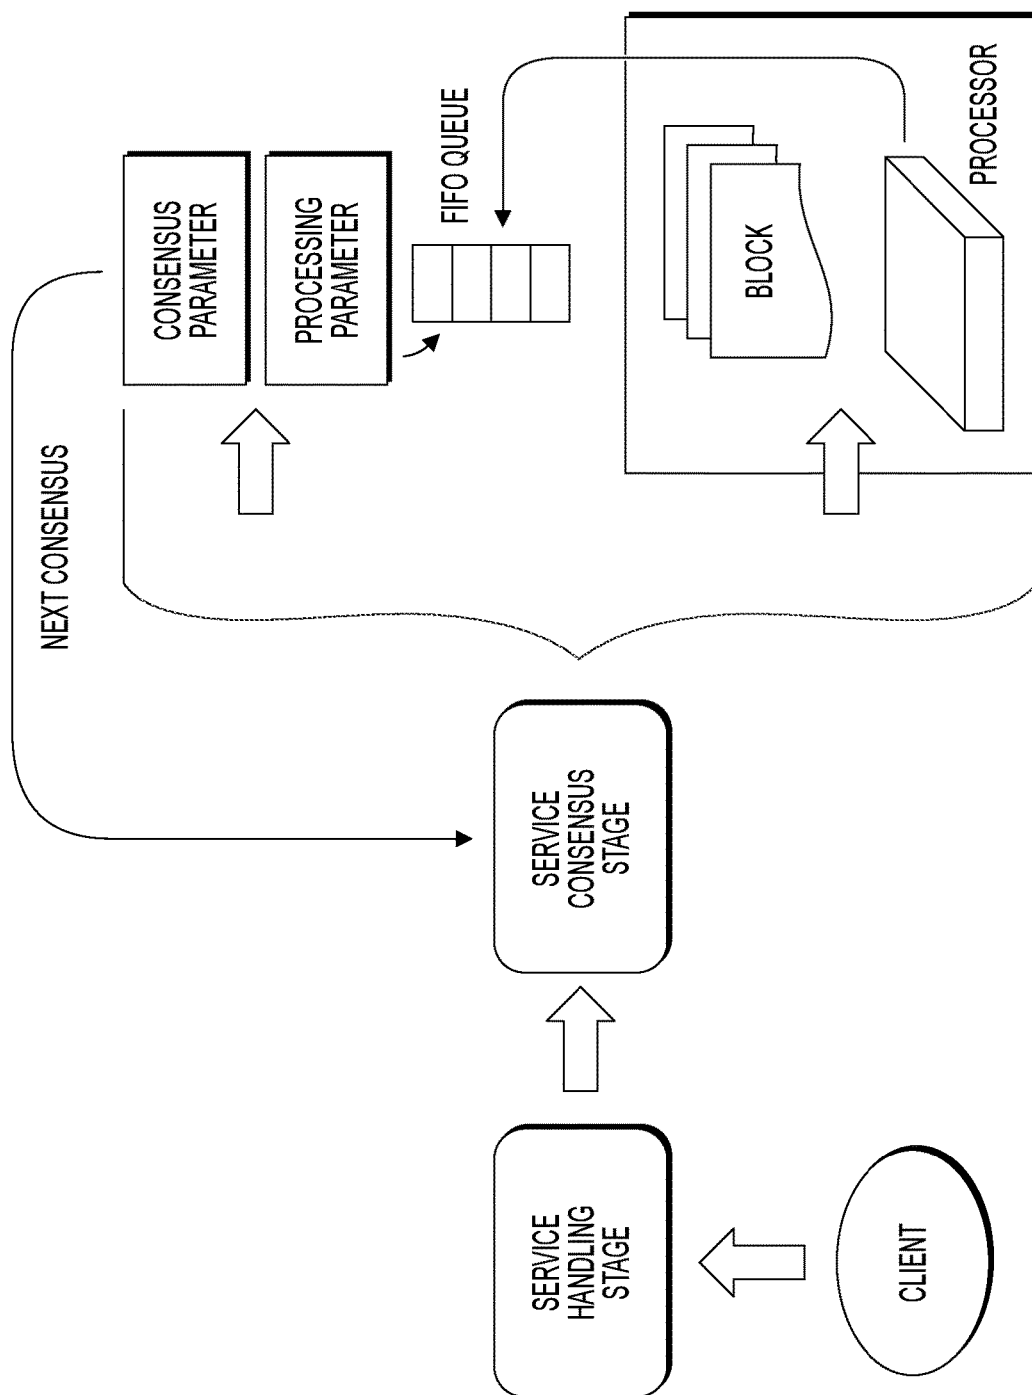 NEXT CONSENSUS
CONSENSUS
PARAMETER
PROCESSING
PARAMETER
FIFO QUEUE
SERVICE
HANDLING
STAGE
SERVICE
CONSENSUS
STAGE
BLOCK
CLIENT
PROCESSOR